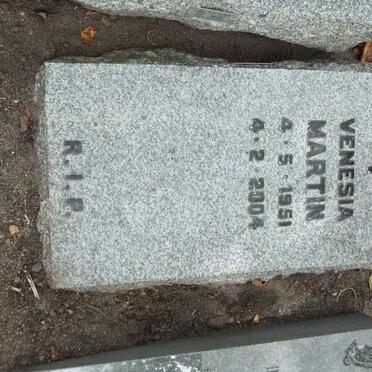 VENESIA
MARTIN
4.5.1951
4.2.2004
R.I.P.